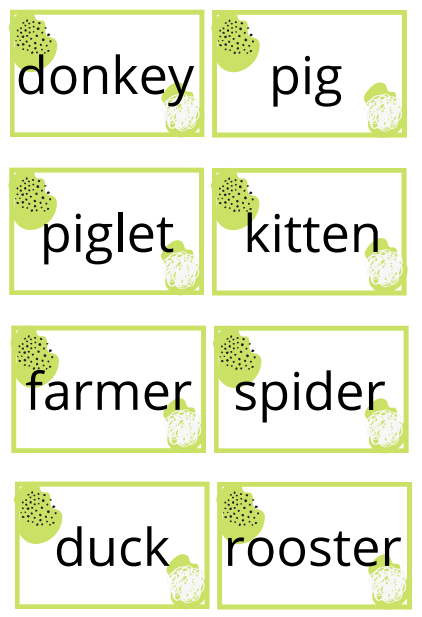 donkey
pig
piglet
kitten
farmer
spider
duck
rooster